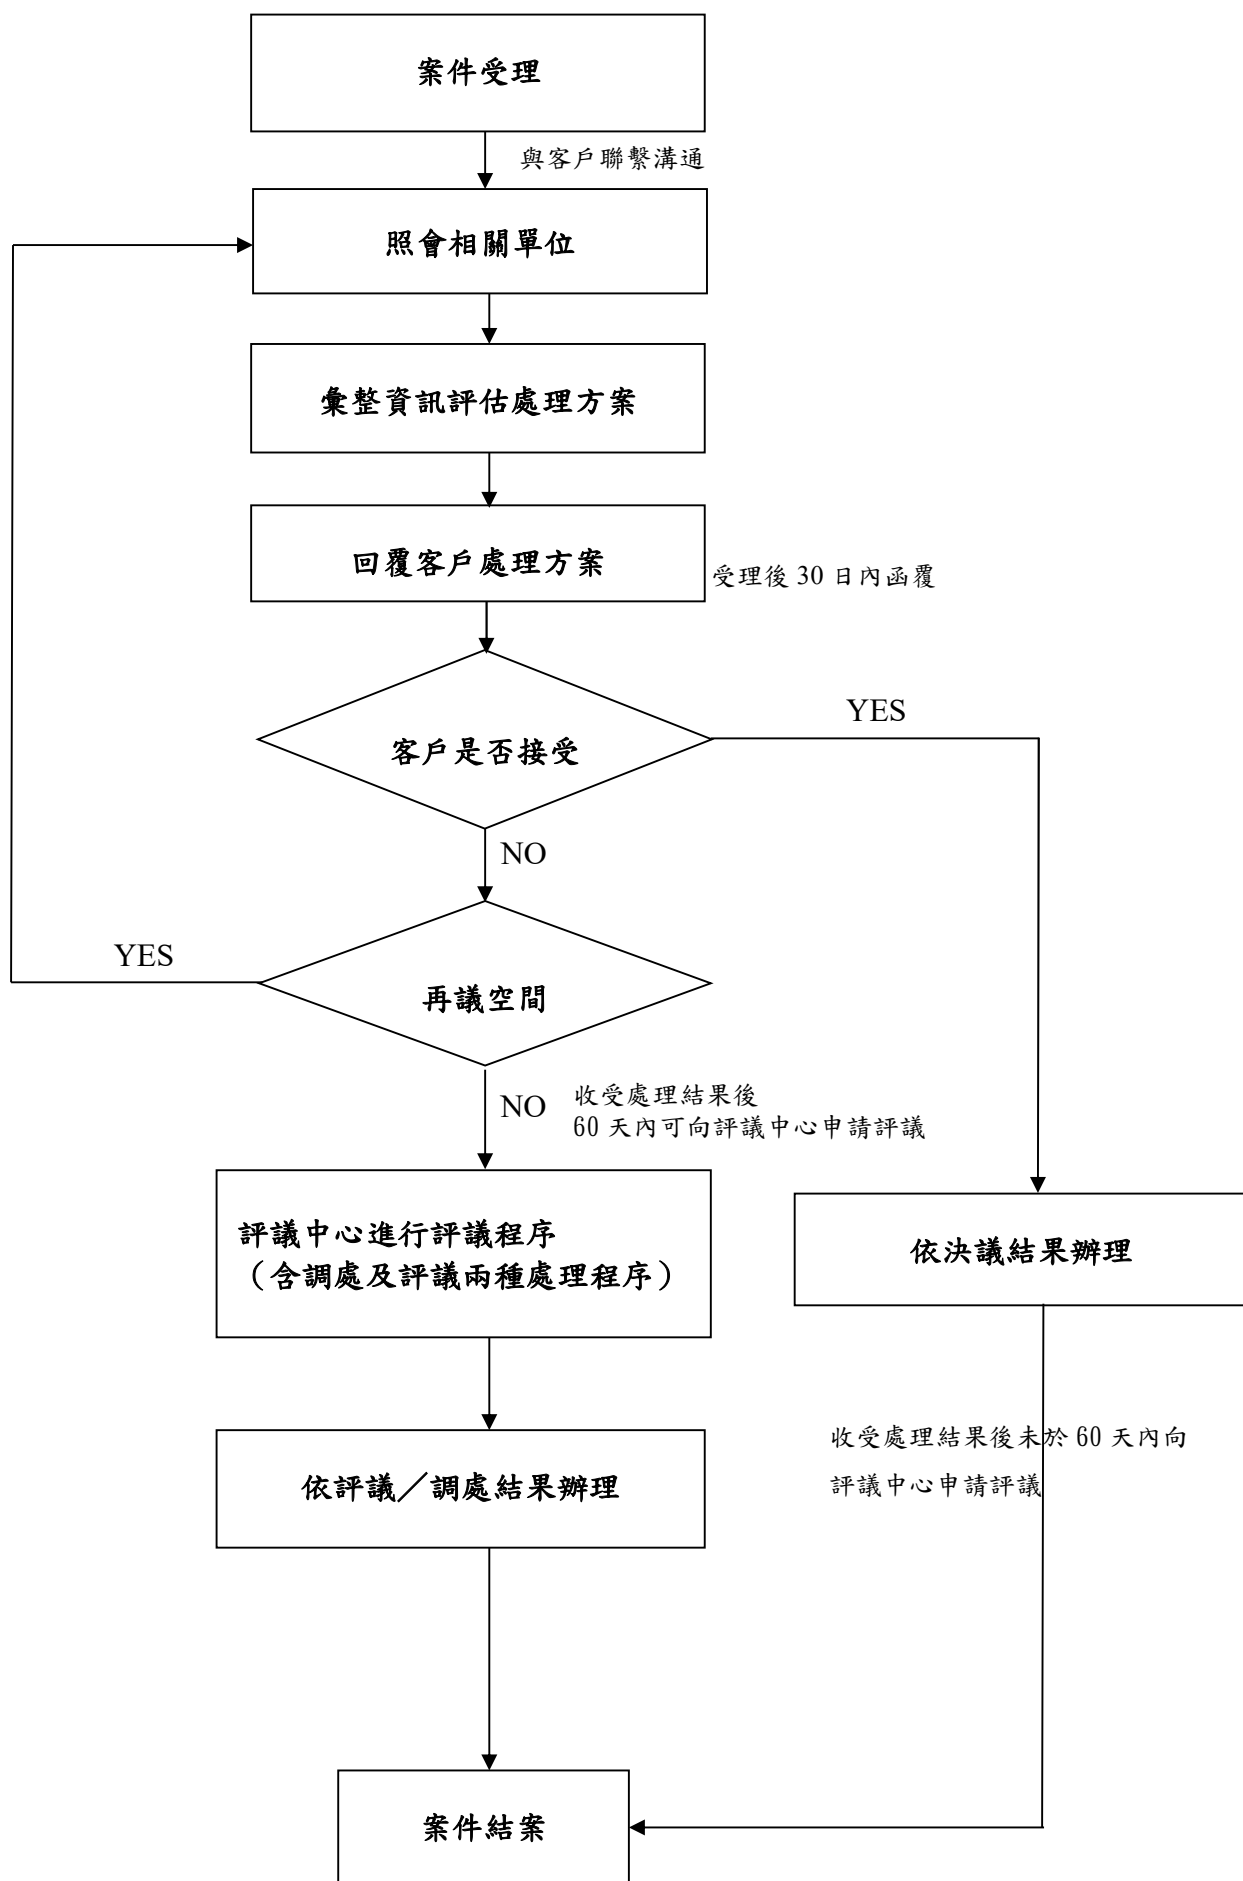 案件受理
與客戶聯繫溝通
照會相關單位
彙整資訊評估處理方案
回覆客戶處理方案
受理後 30 日內函覆
客戶是否接受
YES
NO
再議空間
YES
NO
收受處理結果後
60 天內可向評議中心申請評議
評議中心進行評議程序
（含調處及評議兩種處理程序）
依決議結果辦理
收受處理結果後未於 60 天內向
評議中心申請評議
依評議／調處結果辦理
案件結案